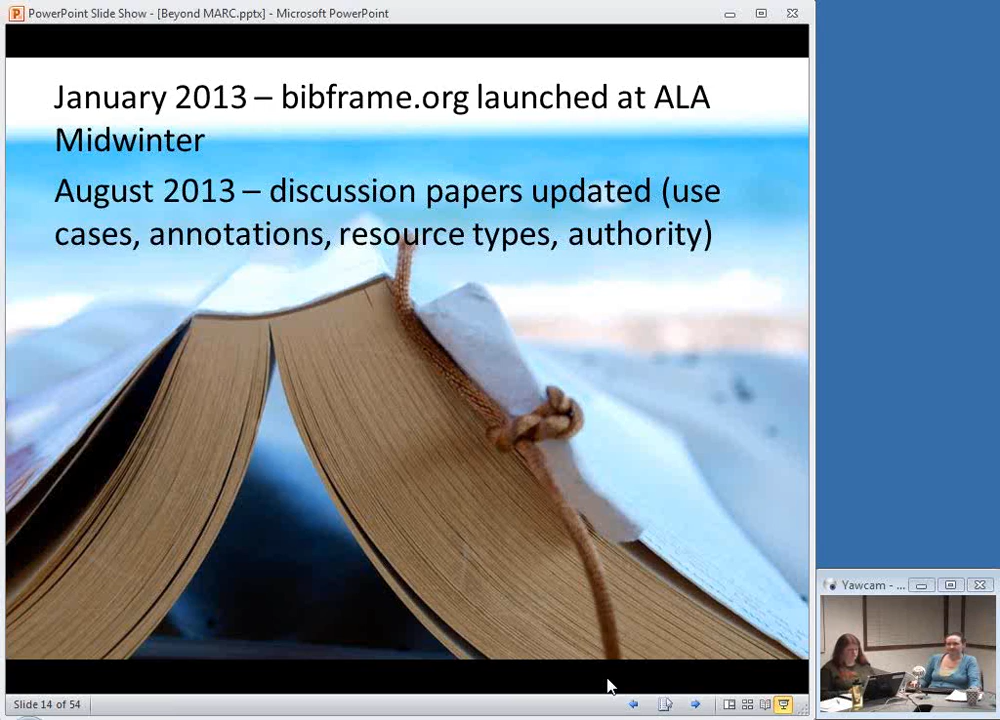 PowerPoint Slide Show - [Beyond MARC.pptx] - Microsoft PowerPoint
January 2013 – bibframe.org launched at ALA
Midwinter
August 2013 – discussion papers updated (use
cases, annotations, resource types, authority)
Yawcam - ...
Slide 14 of 54